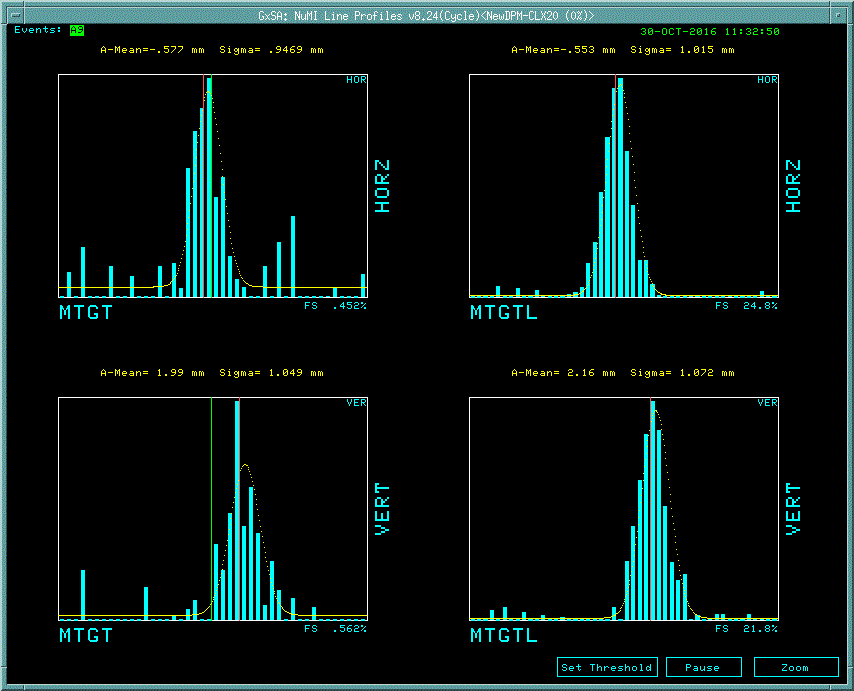 GxSA: NuMI Line Profiles v8.24(Cycle)<NewDPM-CLX20 (0%)>
Events: A9
30-OCT-2016 11:32:50
A-Mean=-.577 mm Sigma= .9469 mm
A-Mean=-.553 mm Sigma= 1.015 mm
HOR
HOR
HORZ
HORZ
MTGT
FS .452%
MTGTL
FS 24.8%
A-Mean= 1.99 mm Sigma= 1.049 mm
A-Mean= 2.16 mm Sigma= 1.072 mm
VER
VER
VERT
VERT
MTGT
FS .562%
MTGTL
FS 21.8%
Set Threshold
Pause
Zoom